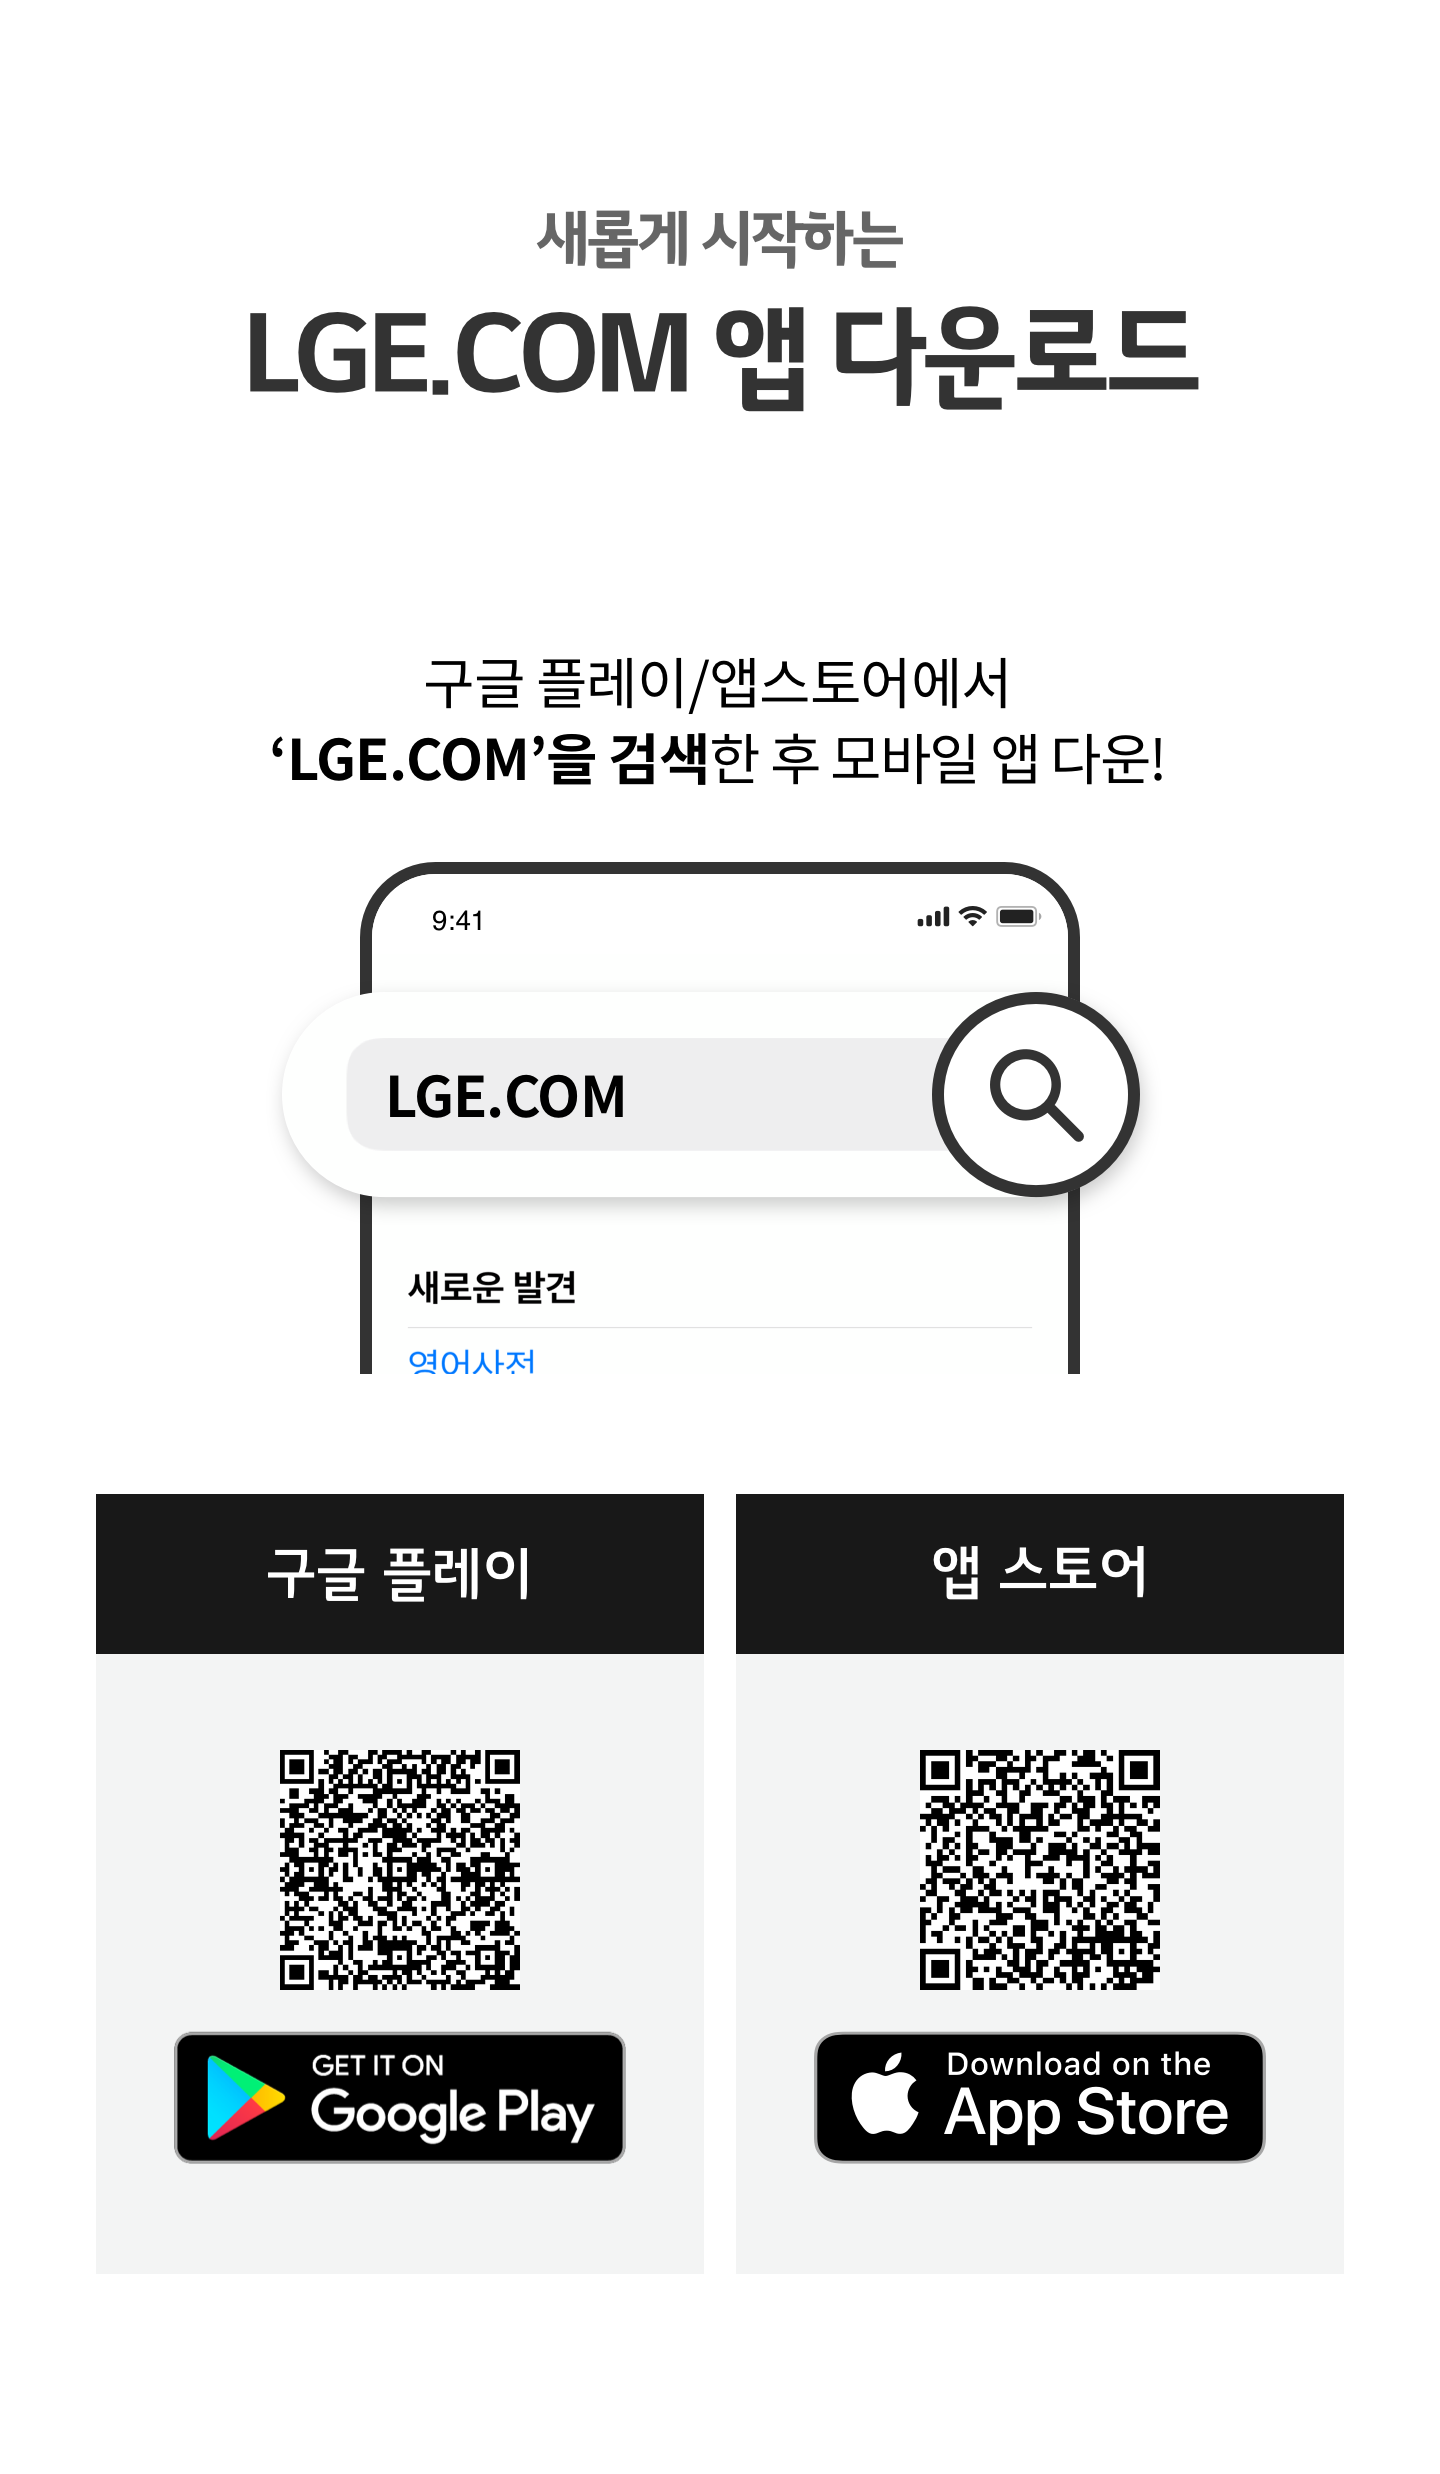 새롭게 시작하는
LGE.COM 앱 다운로드
구글 플레이/앱스토어에서
‘LGE.COM’을 검색한 후 모바일 앱 다운!
9:41
LGE.COM
새로운 발견
영어사전
구글 플레이
앱 스토어
GET IT ON
Google Play
Download on the
App Store